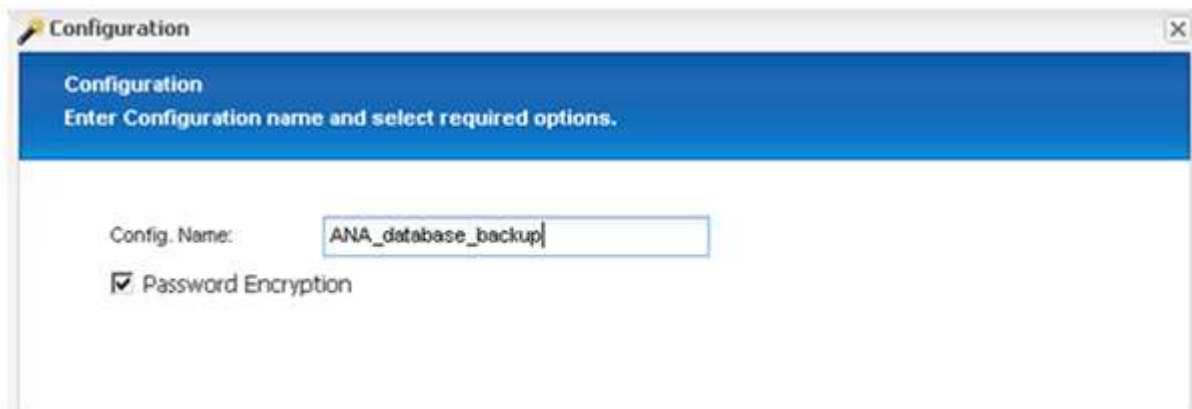 Configuration
Configuration
Enter Configuration name and select required options.
Config. Name: ANA_database_backup
Password Encryption